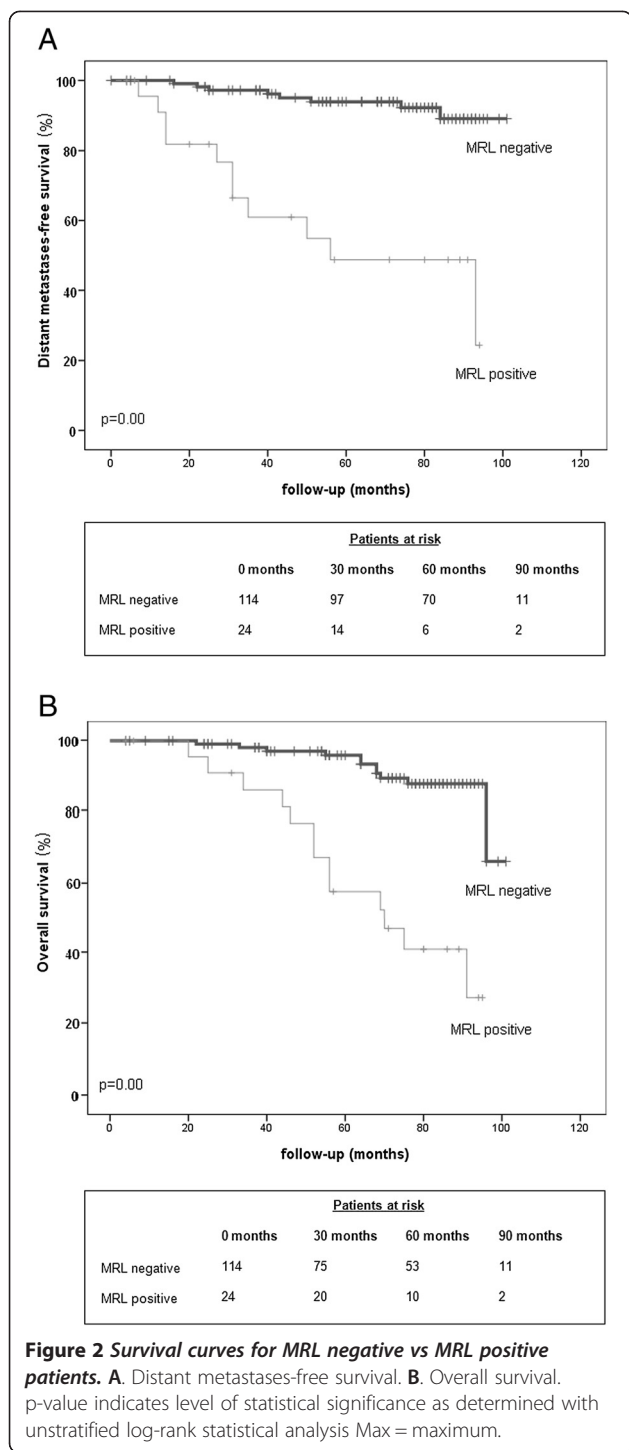 A
Distant metastases-free survival (%)
100
80
60
40
20
0
MRL negative
MRL positive
p=0.00
0 20 40 60 80 100 120
follow-up (months)
Patients at risk
0 months 30 months 60 months 90 months
MRL negative 114 97 70 11
MRL positive 24 14 6 2
B
Overall survival (%)
100
80
60
40
20
0
MRL negative
MRL positive
p=0.00
0 20 40 60 80 100 120
follow-up (months)
Patients at risk
0 months 30 months 60 months 90 months
MRL negative 114 75 53 11
MRL positive 24 20 10 2
Figure 2 Survival curves for MRL negative vs MRL positive
patients. A. Distant metastases-free survival. B. Overall survival.
p-value indicates level of statistical significance as determined with
unstratified log-rank statistical analysis Max = maximum.